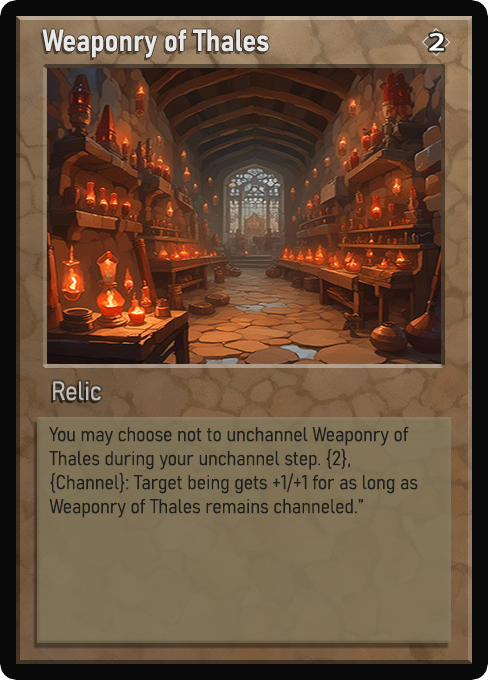 Weaponry of Thales 2
Relic
You may choose not to unchannel Weaponry of
Thales during your unchannel step. {2},
{Channel}: Target being gets +1/+1 for as long as
Weaponry of Thales remains channeled.”